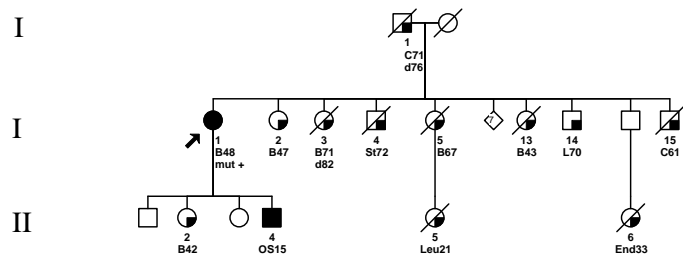 I
1
C71
d76
I
7
1 2 3 4 5 13 14 15
B48 B47 B71 St72 B67 B43 L70 C61
mut + d82
II
2 4 5 6
B42 OS15 Leu21 End33